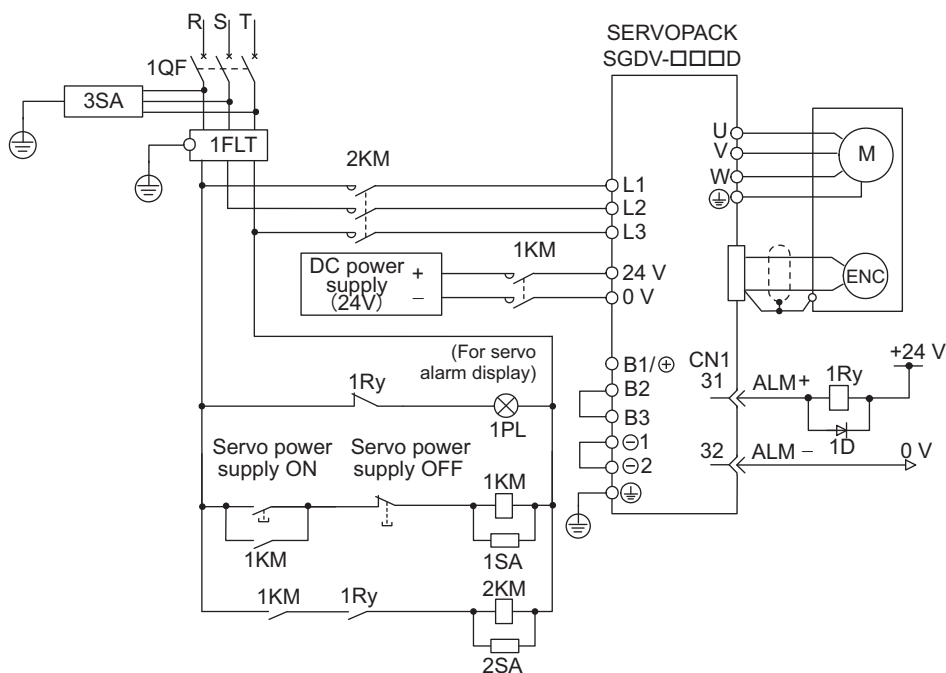 R S T
SERVOPACK
SGDV-□□□D
1QF
3SA
1FLT
2KM
U
V
W
M
L1
L2
L3
1KM
DC power
supply
(24V)
+
−
24 V
0 V
ENC
(For servo
alarm display)
1Ry
1PL
B1/⊕
B2
B3
⊖1
⊖2
CN1
31
ALM+
1Ry
+24 V
1D
32
ALM −
0 V
Servo power
supply ON
Servo power
supply OFF
1KM
1KM
1SA
1KM
1Ry
2KM
2SA